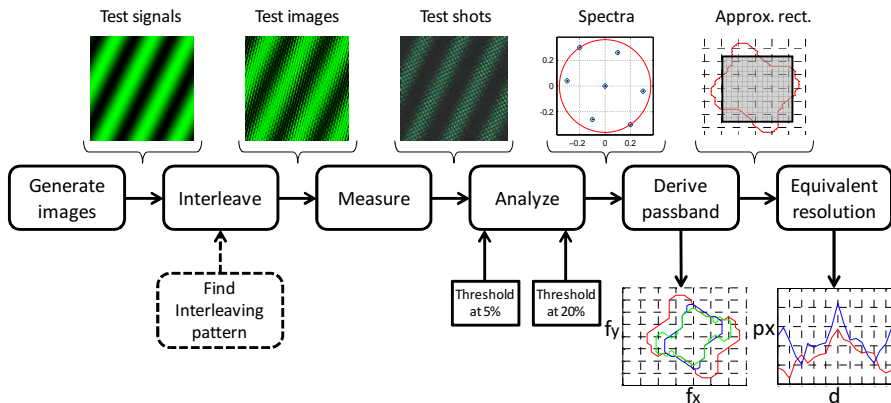 Test signals
Test images
Test shots
Spectra
Approx. rect.
0.2
0
-0.2
-0.2
0
0.2
Generate
images
Interleave
Measure
Analyze
Derive
passband
Equivalent
resolution
Find
Interleaving
pattern
Threshold
at 5%
Threshold
at 20%
fy
fx
px
d